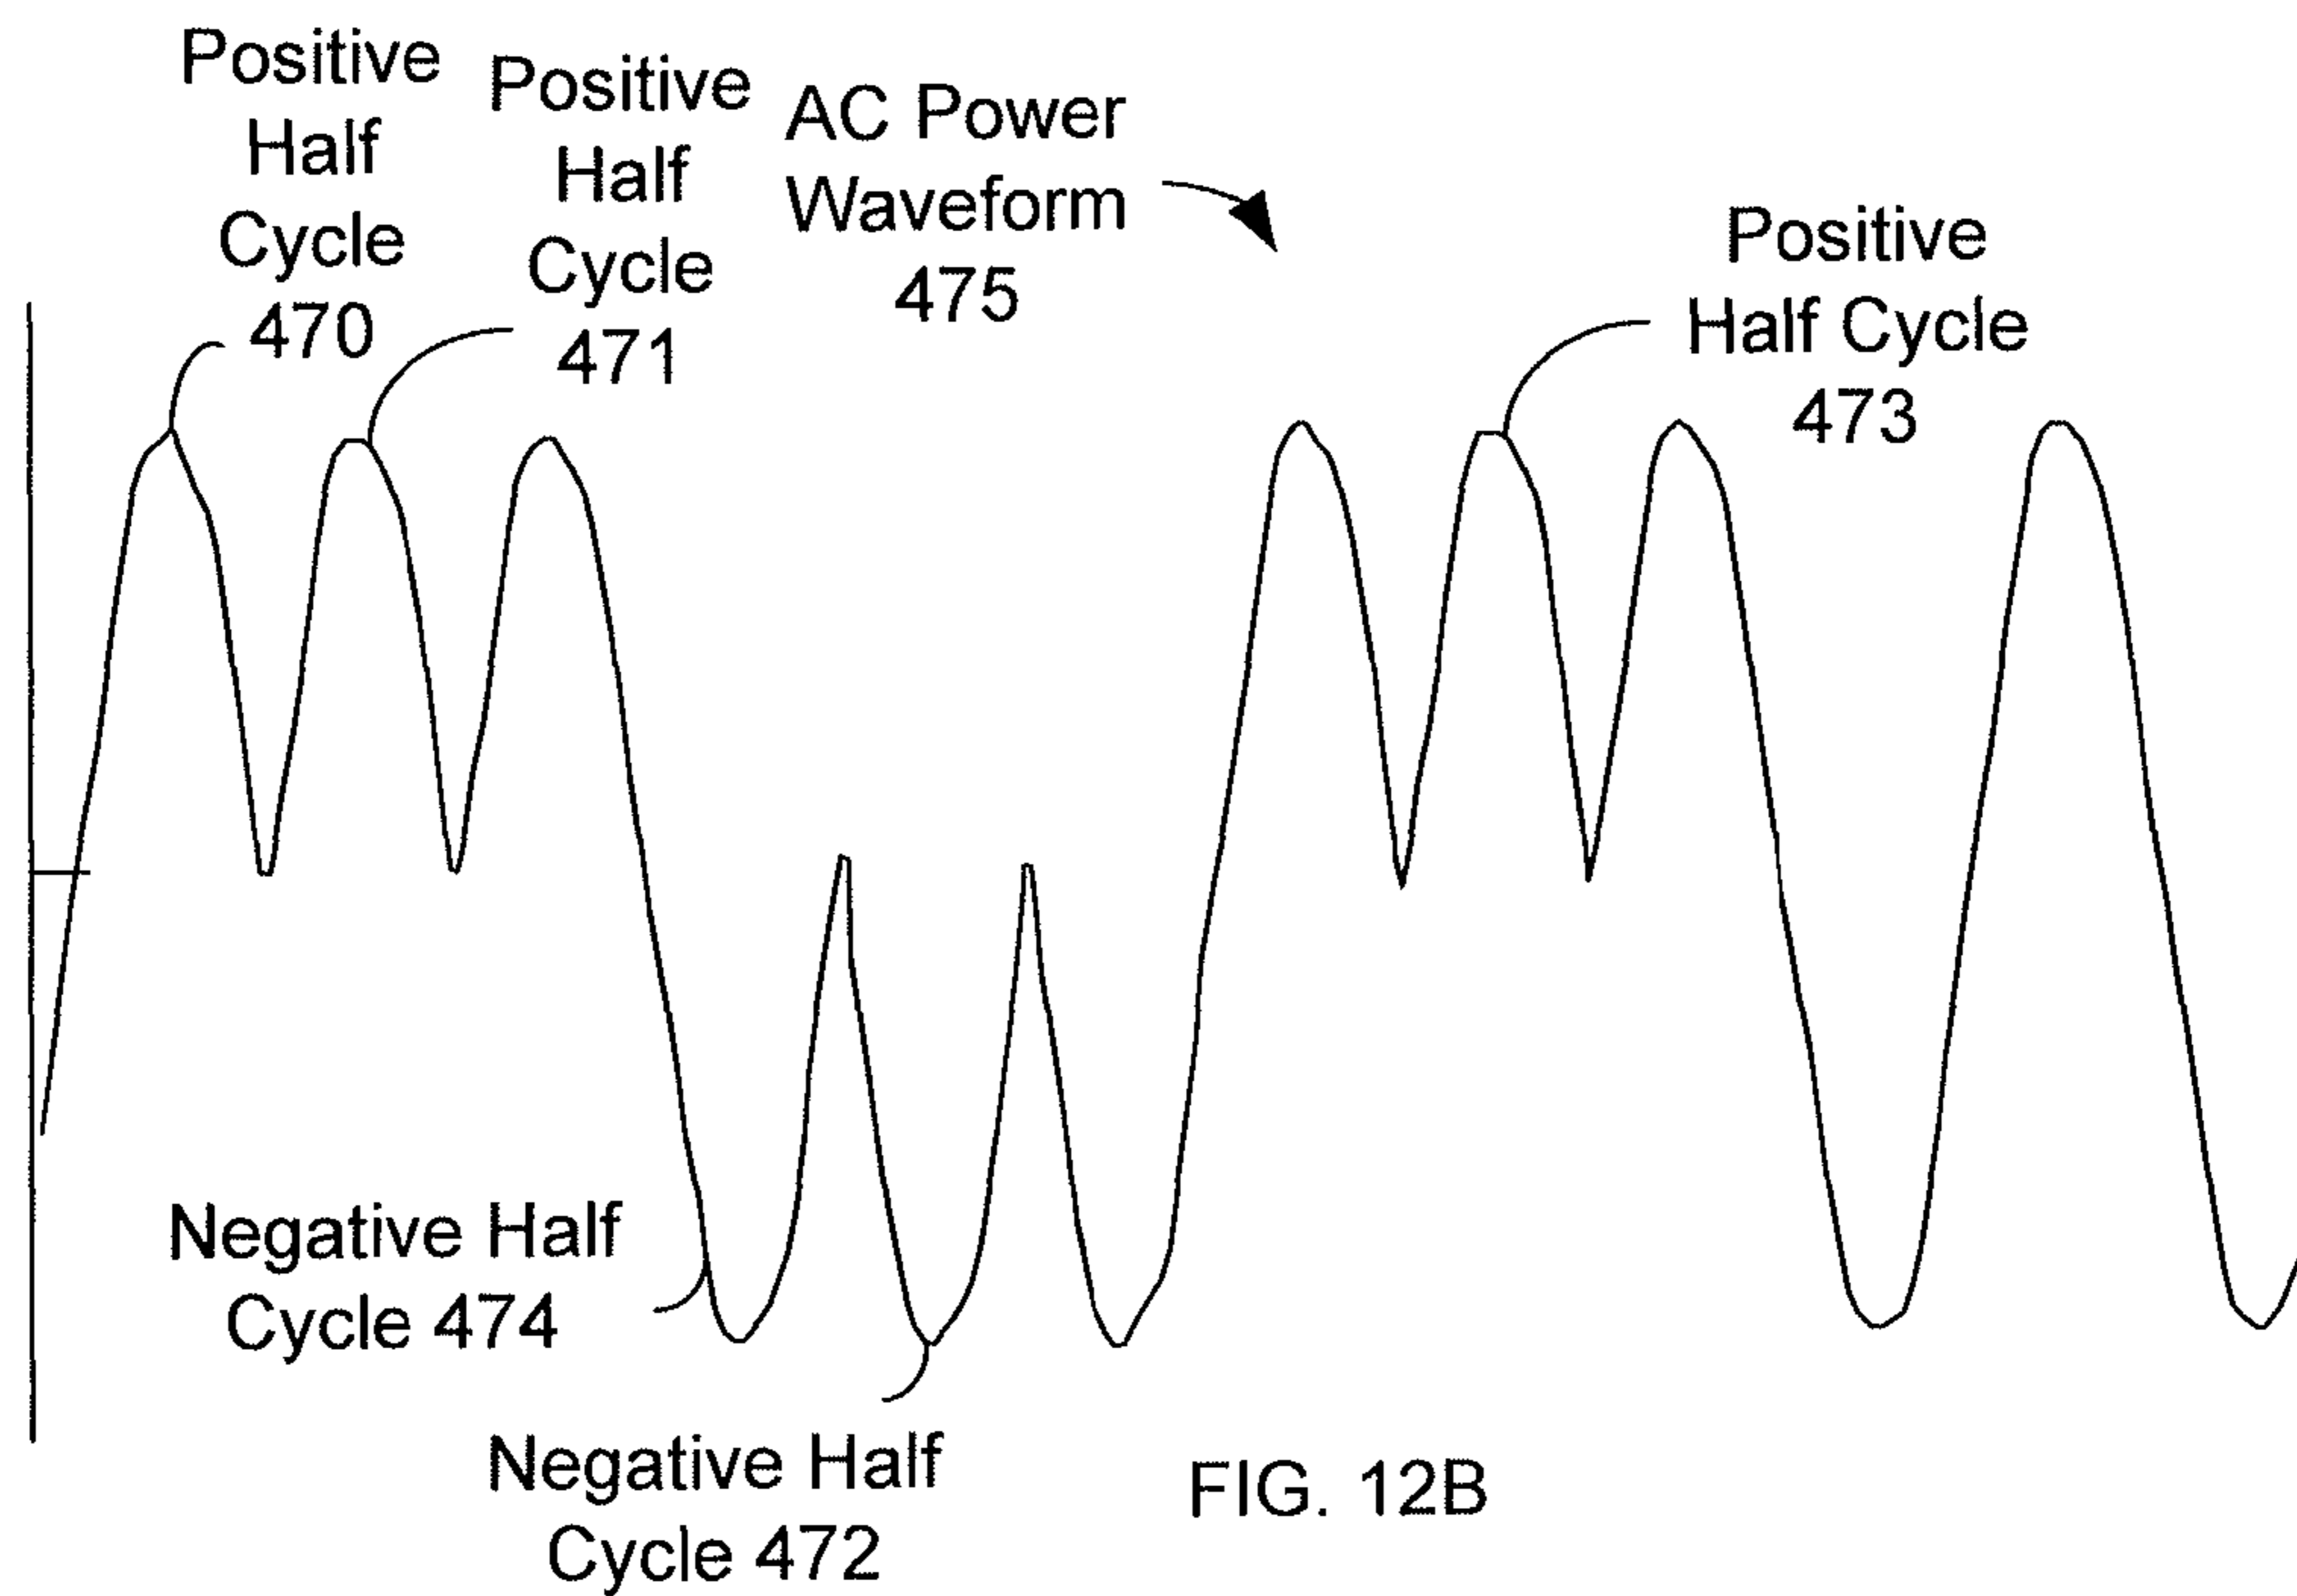 Positive
Half
Cycle
470
Positive
Half
Cycle
471
AC Power
Waveform
475
Positive
Half Cycle
473
Negative Half
Cycle 474
Negative Half
Cycle 472
FIG. 12B